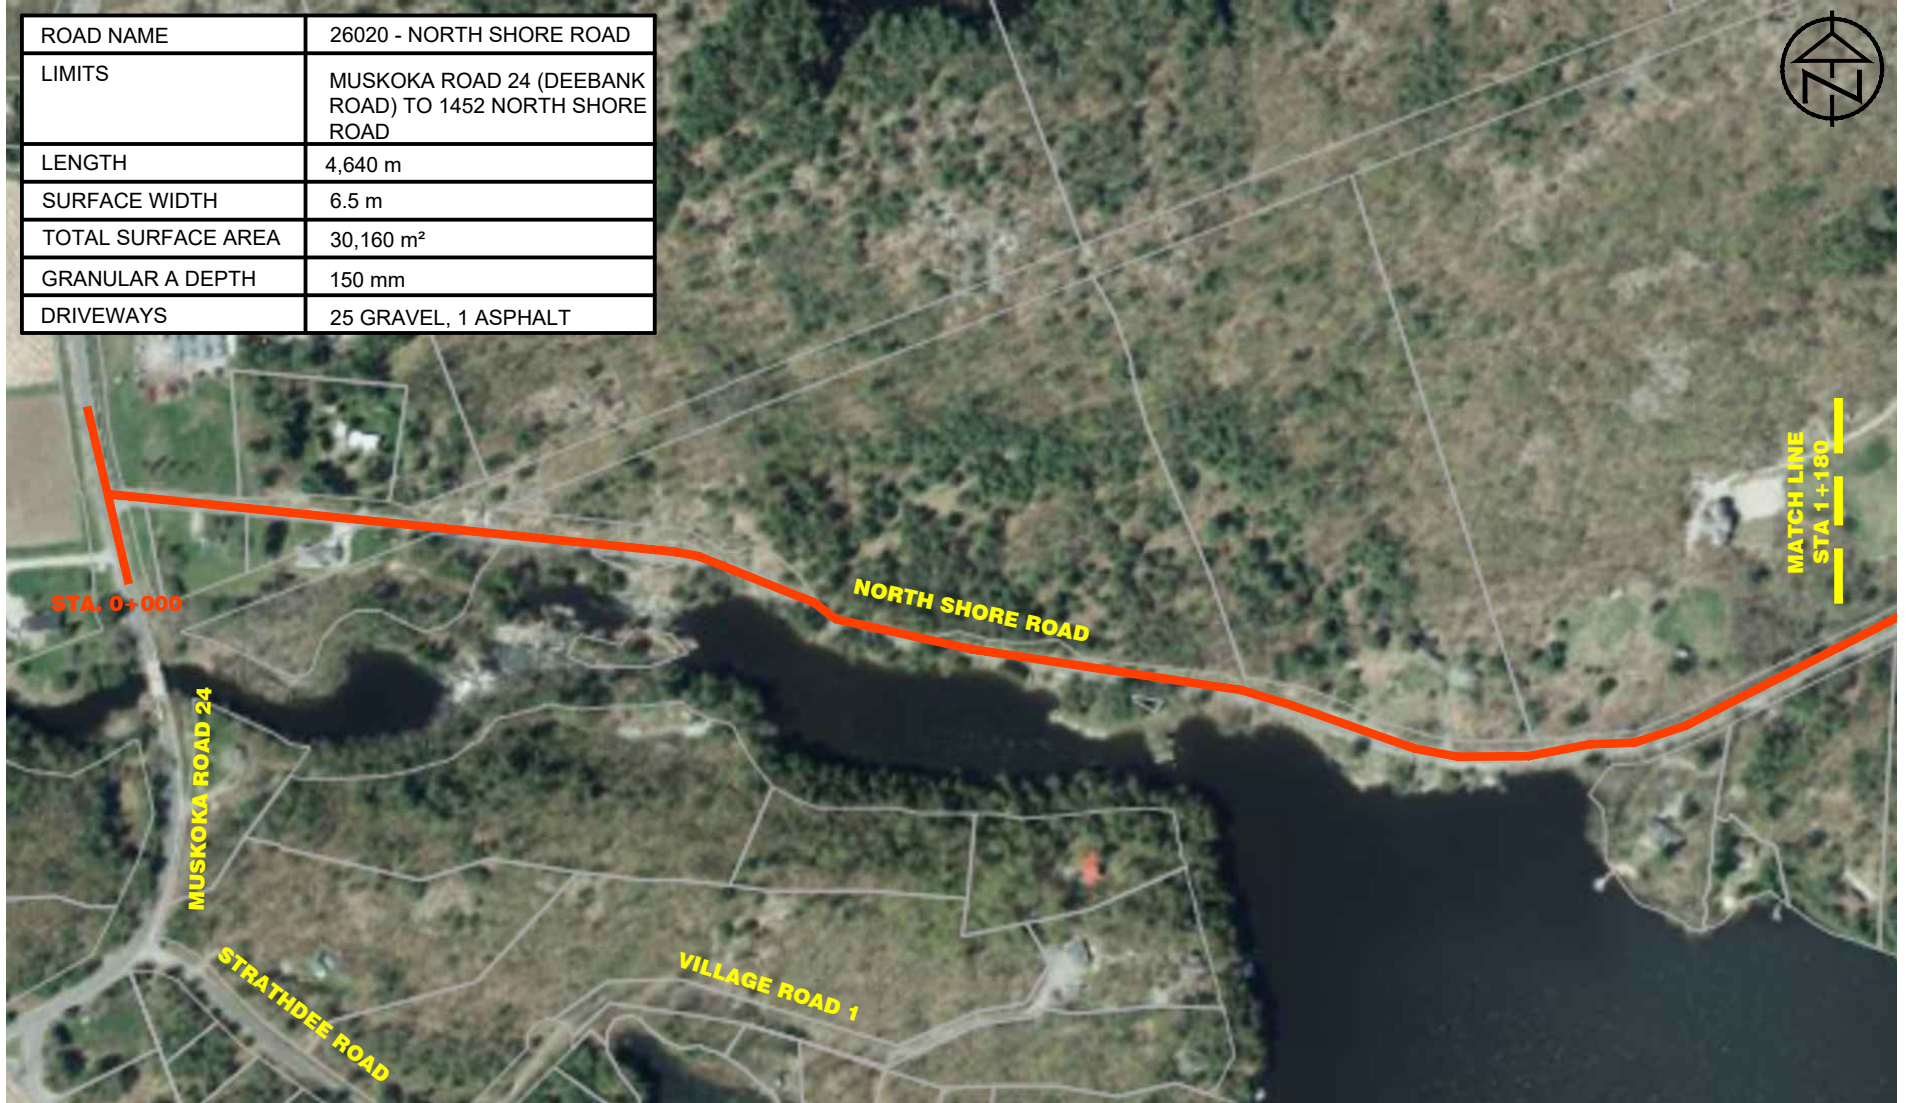 ROAD NAME
26020 - NORTH SHORE ROAD
LIMITS
MUSKOKA ROAD 24 (DEEBANK
ROAD) TO 1452 NORTH SHORE
ROAD
LENGTH
4,640 m
SURFACE WIDTH
6.5 m
TOTAL SURFACE AREA
30,160 m²
GRANULAR A DEPTH
150 mm
DRIVEWAYS
25 GRAVEL, 1 ASPHALT
N
MATCH LINE
STA 1+180
STA. 0+000
NORTH SHORE ROAD
MUSKOKA ROAD 24
STRATHDEE ROAD
VILLAGE ROAD 1